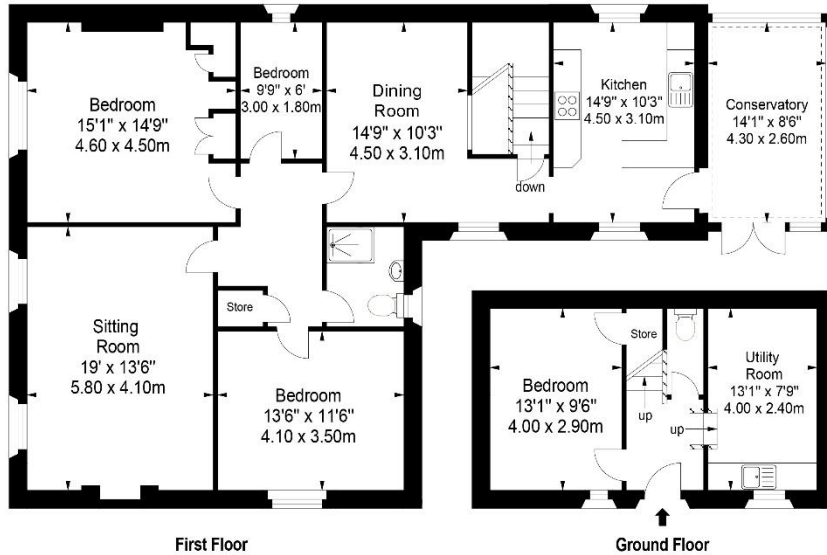 Bedroom
15'1" x 14'9"
4.60 x 4.50m
Bedroom
9'9" x 6'
3.00 x 1.80m
Dining
Room
14'9" x 10'3"
4.50 x 3.10m
down
Kitchen
14'9" x 10'3"
4.50 x 3.10m
Conservatory
14'1" x 8'6"
4.30 x 2.60m
Sitting
Room
19' x 13'6"
5.80 x 4.10m
Store
Bedroom
13'6" x 11'6"
4.10 x 3.50m
First Floor
Bedroom
13'1" x 9'6"
4.00 x 2.90m
Store
up
up
Utility
Room
13'1" x 7'9"
4.00 x 2.40m
Ground Floor